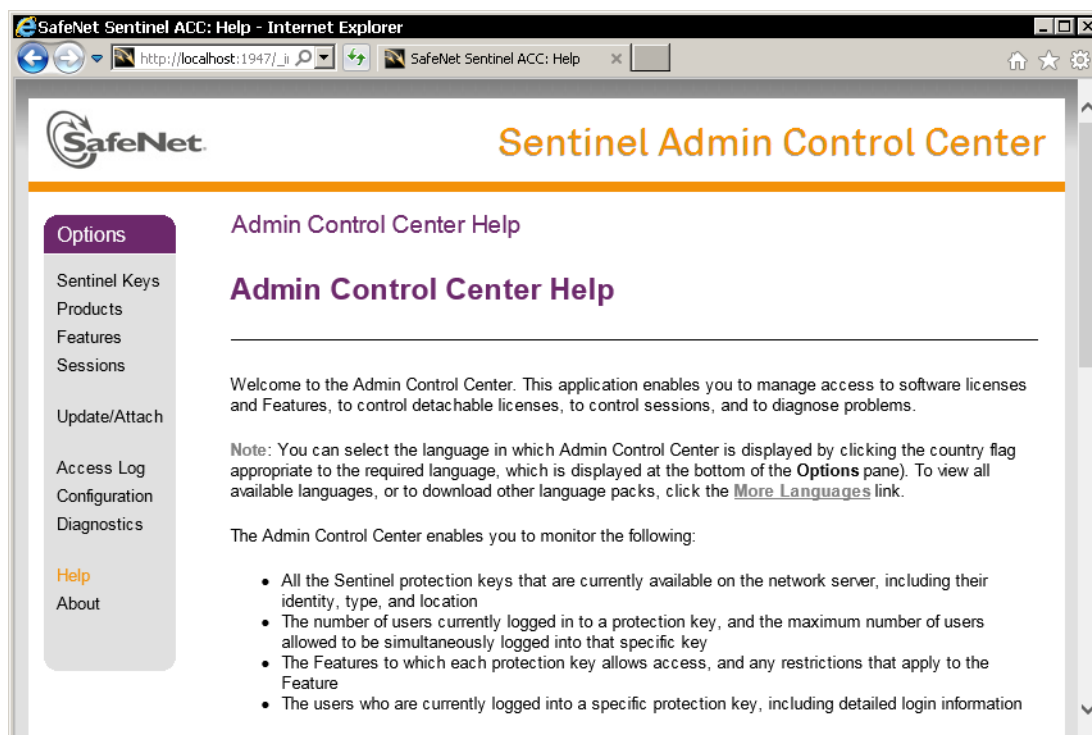 SafeNet Sentinel ACC: Help - Internet Explorer
http://localhost:1947/_ii
SafeNet Sentinel ACC: Help
SafeNet.
Sentinel Admin Control Center
Options
Sentinel Keys
Products
Features
Sessions
Update/Attach
Access Log
Configuration
Diagnostics
Help
About
Admin Control Center Help
Admin Control Center Help
Welcome to the Admin Control Center. This application enables you to manage access to software licenses
and Features, to control detachable licenses, to control sessions, and to diagnose problems.
Note: You can select the language in which Admin Control Center is displayed by clicking the country flag
appropriate to the required language, which is displayed at the bottom of the Options pane). To view all
available languages, or to download other language packs, click the More Languages link.
The Admin Control Center enables you to monitor the following:
• All the Sentinel protection keys that are currently available on the network server, including their
identity, type, and location
• The number of users currently logged in to a protection key, and the maximum number of users
allowed to be simultaneously logged into that specific key
• The Features to which each protection key allows access, and any restrictions that apply to the
Feature
• The users who are currently logged into a specific protection key, including detailed login information